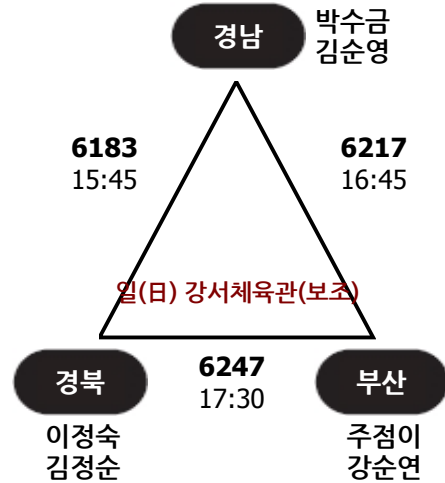 경남
박수금
김순영
6183
15:45
6217
16:45
일(日) 강서체육관(보조)
경북
6247
17:30
부산
이정숙
김정순
주점이
강순연